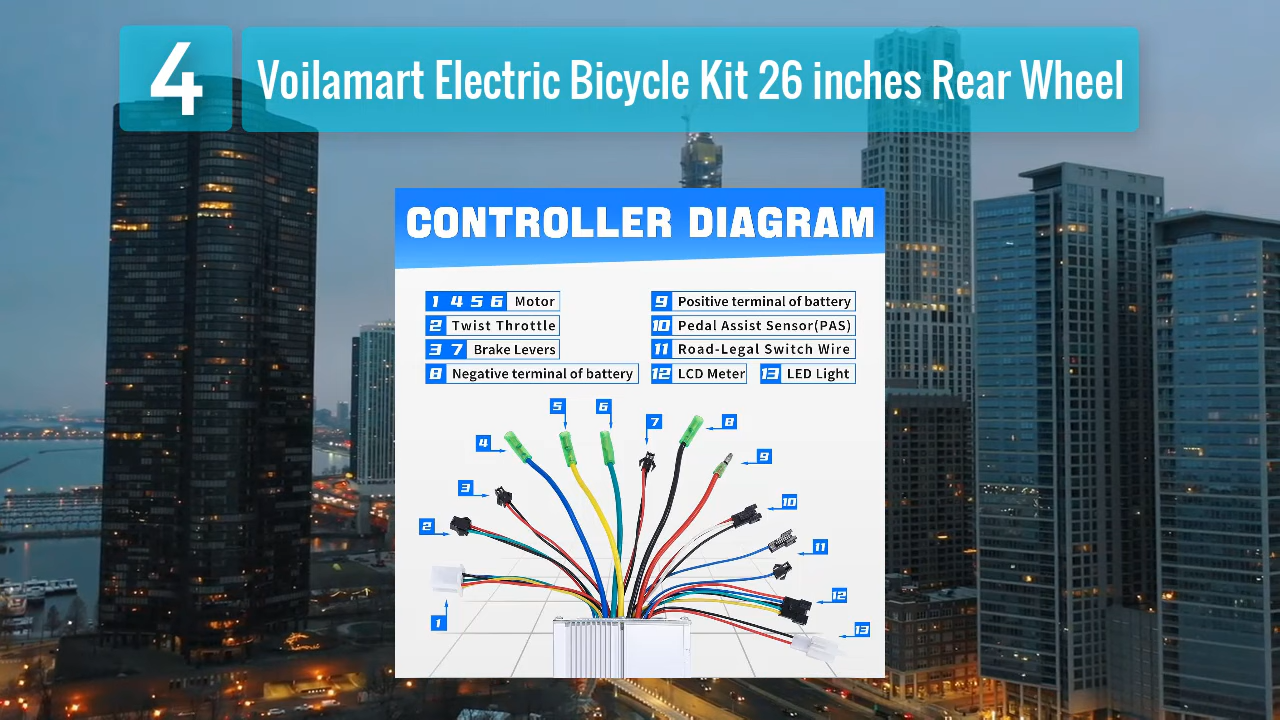 4 Voilamart Electric Bicycle Kit 26 inches Rear Wheel
CONTROLLER DIAGRAM
1 4 5 6 Motor
2 Twist Throttle
3 7 Brake Levers
8 Negative terminal of battery
9 Positive terminal of battery
10 Pedal Assist Sensor(PAS)
11 Road-Legal Switch Wire
12 LCD Meter 13 LED Light
5 6
7 8
4
9
3
10
2
11
12
1
13